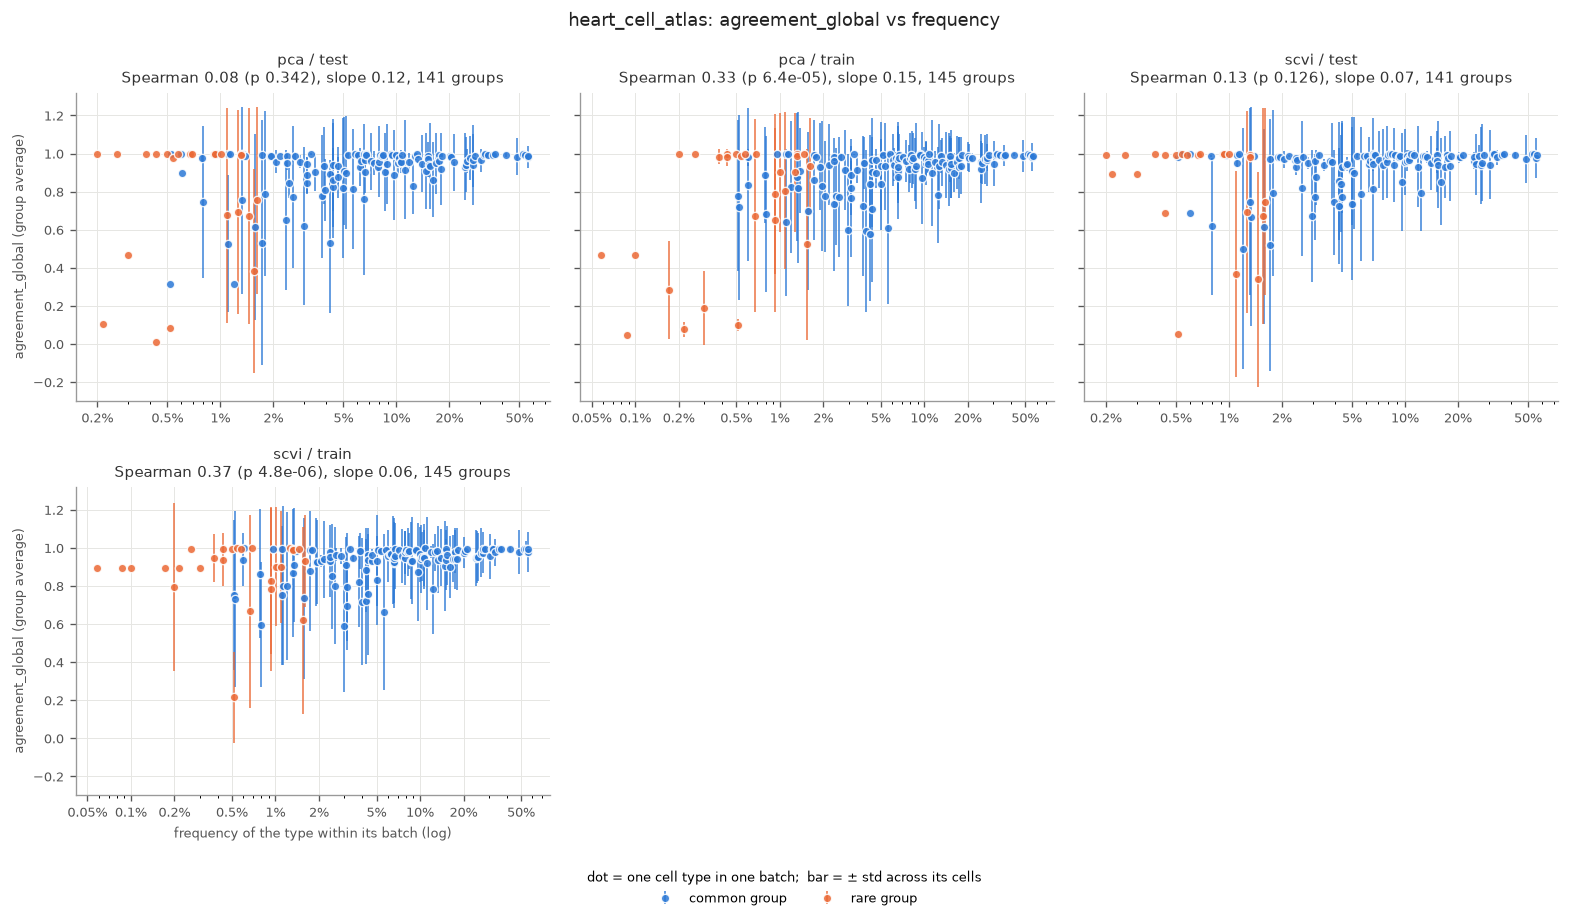 heart_cell_atlas: agreement_global vs frequency
pca / test
Spearman 0.08 (p 0.342), slope 0.12, 141 groups
pca / train
Spearman 0.33 (p 6.4e-05), slope 0.15, 145 groups
scvi / test
Spearman 0.13 (p 0.126), slope 0.07, 141 groups
agreement_global (group average)
1.2
1.0
0.8
0.6
0.4
0.2
0.0
−0.2
0.2% 0.5% 1% 2% 5% 10% 20% 50%
0.05% 0.1% 0.2% 0.5% 1% 2% 5% 10% 20% 50%
0.2% 0.5% 1% 2% 5% 10% 20% 50%
scvi / train
Spearman 0.37 (p 4.8e-06), slope 0.06, 145 groups
agreement_global (group average)
1.2
1.0
0.8
0.6
0.4
0.2
0.0
−0.2
0.05% 0.1% 0.2% 0.5% 1% 2% 5% 10% 20% 50%
frequency of the type within its batch (log)
dot = one cell type in one batch; bar = ± std across its cells
common group rare group